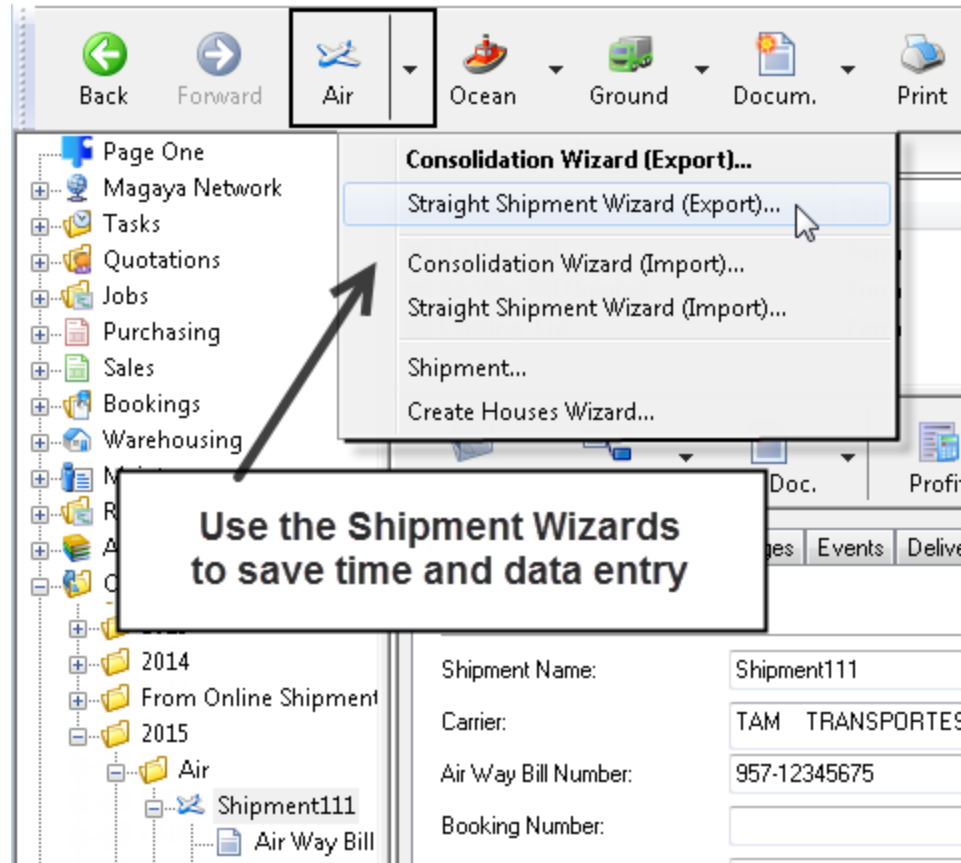 Back
Forward
Air
Ocean
Ground
Docum.
Print
Page One
Magaya Network
Tasks
Quotations
Jobs
Purchasing
Sales
Bookings
Warehousing
Consolidation Wizard (Export)...
Straight Shipment Wizard (Export)...
Consolidation Wizard (Import)...
Straight Shipment Wizard (Import)...
Shipment...
Create Houses Wizard...
Use the Shipment Wizards
to save time and data entry
Doc.
Profi
ges
Events
Delive
2014
From Online Shipment
2015
Air
Shipment111
Air Way Bill
Shipment Name:
Shipment111
Carrier:
TAM TRANSPORTES
Air Way Bill Number:
957-12345675
Booking Number: